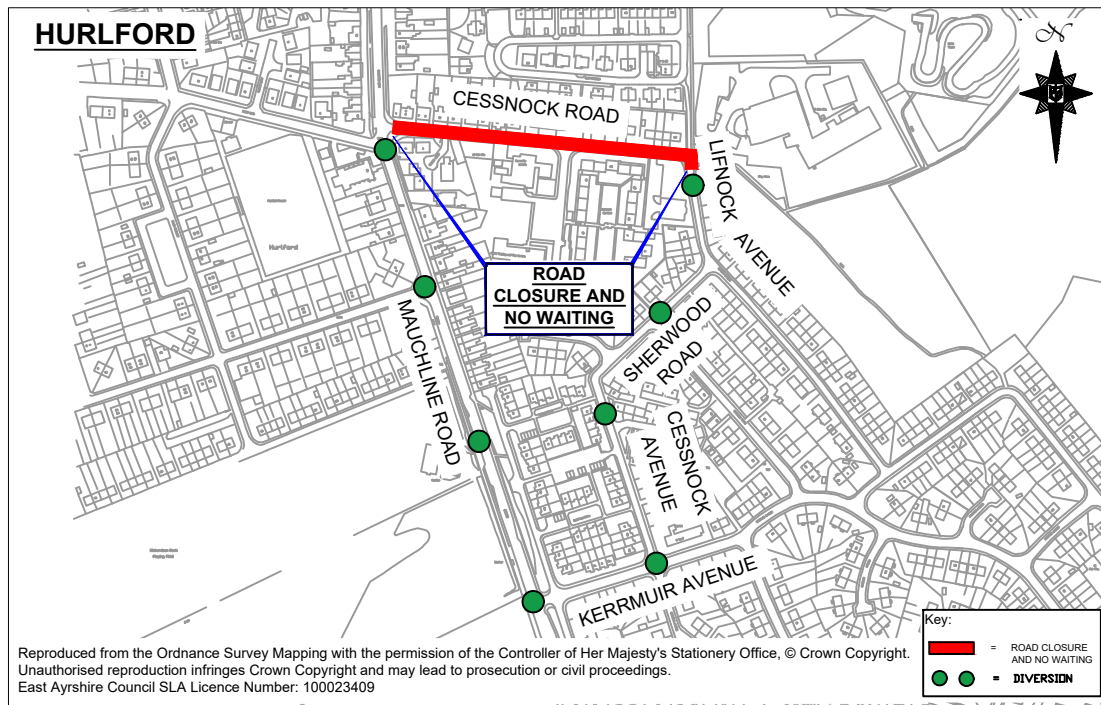 HURLFORD
CESSNOCK ROAD
LIFNOCK
AVENUE
ROAD
CLOSURE AND
NO WAITING
MAUCHLINE ROAD
SHERWOOD
ROAD
CESSNOCK
AVENUE
KERRMUIR AVENUE
Hurlford
N
Key:
= ROAD CLOSURE
AND NO WAITING
= DIVERSION
Reproduced from the Ordnance Survey Mapping with the permission of the Controller of Her Majesty's Stationery Office, © Crown Copyright.
Unauthorised reproduction infringes Crown Copyright and may lead to prosecution or civil proceedings.
East Ayrshire Council SLA Licence Number: 100023409